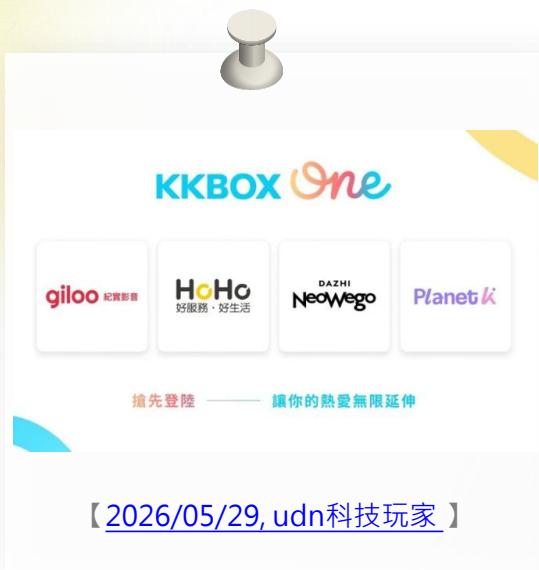 KKBOX One
giloo 紀實影音
HoHo
好服務・好生活
DAZHI
NeoWego
Planet k
搶先登陸 讓你的熱愛無限延伸
【2026/05/29, udn科技玩家 】